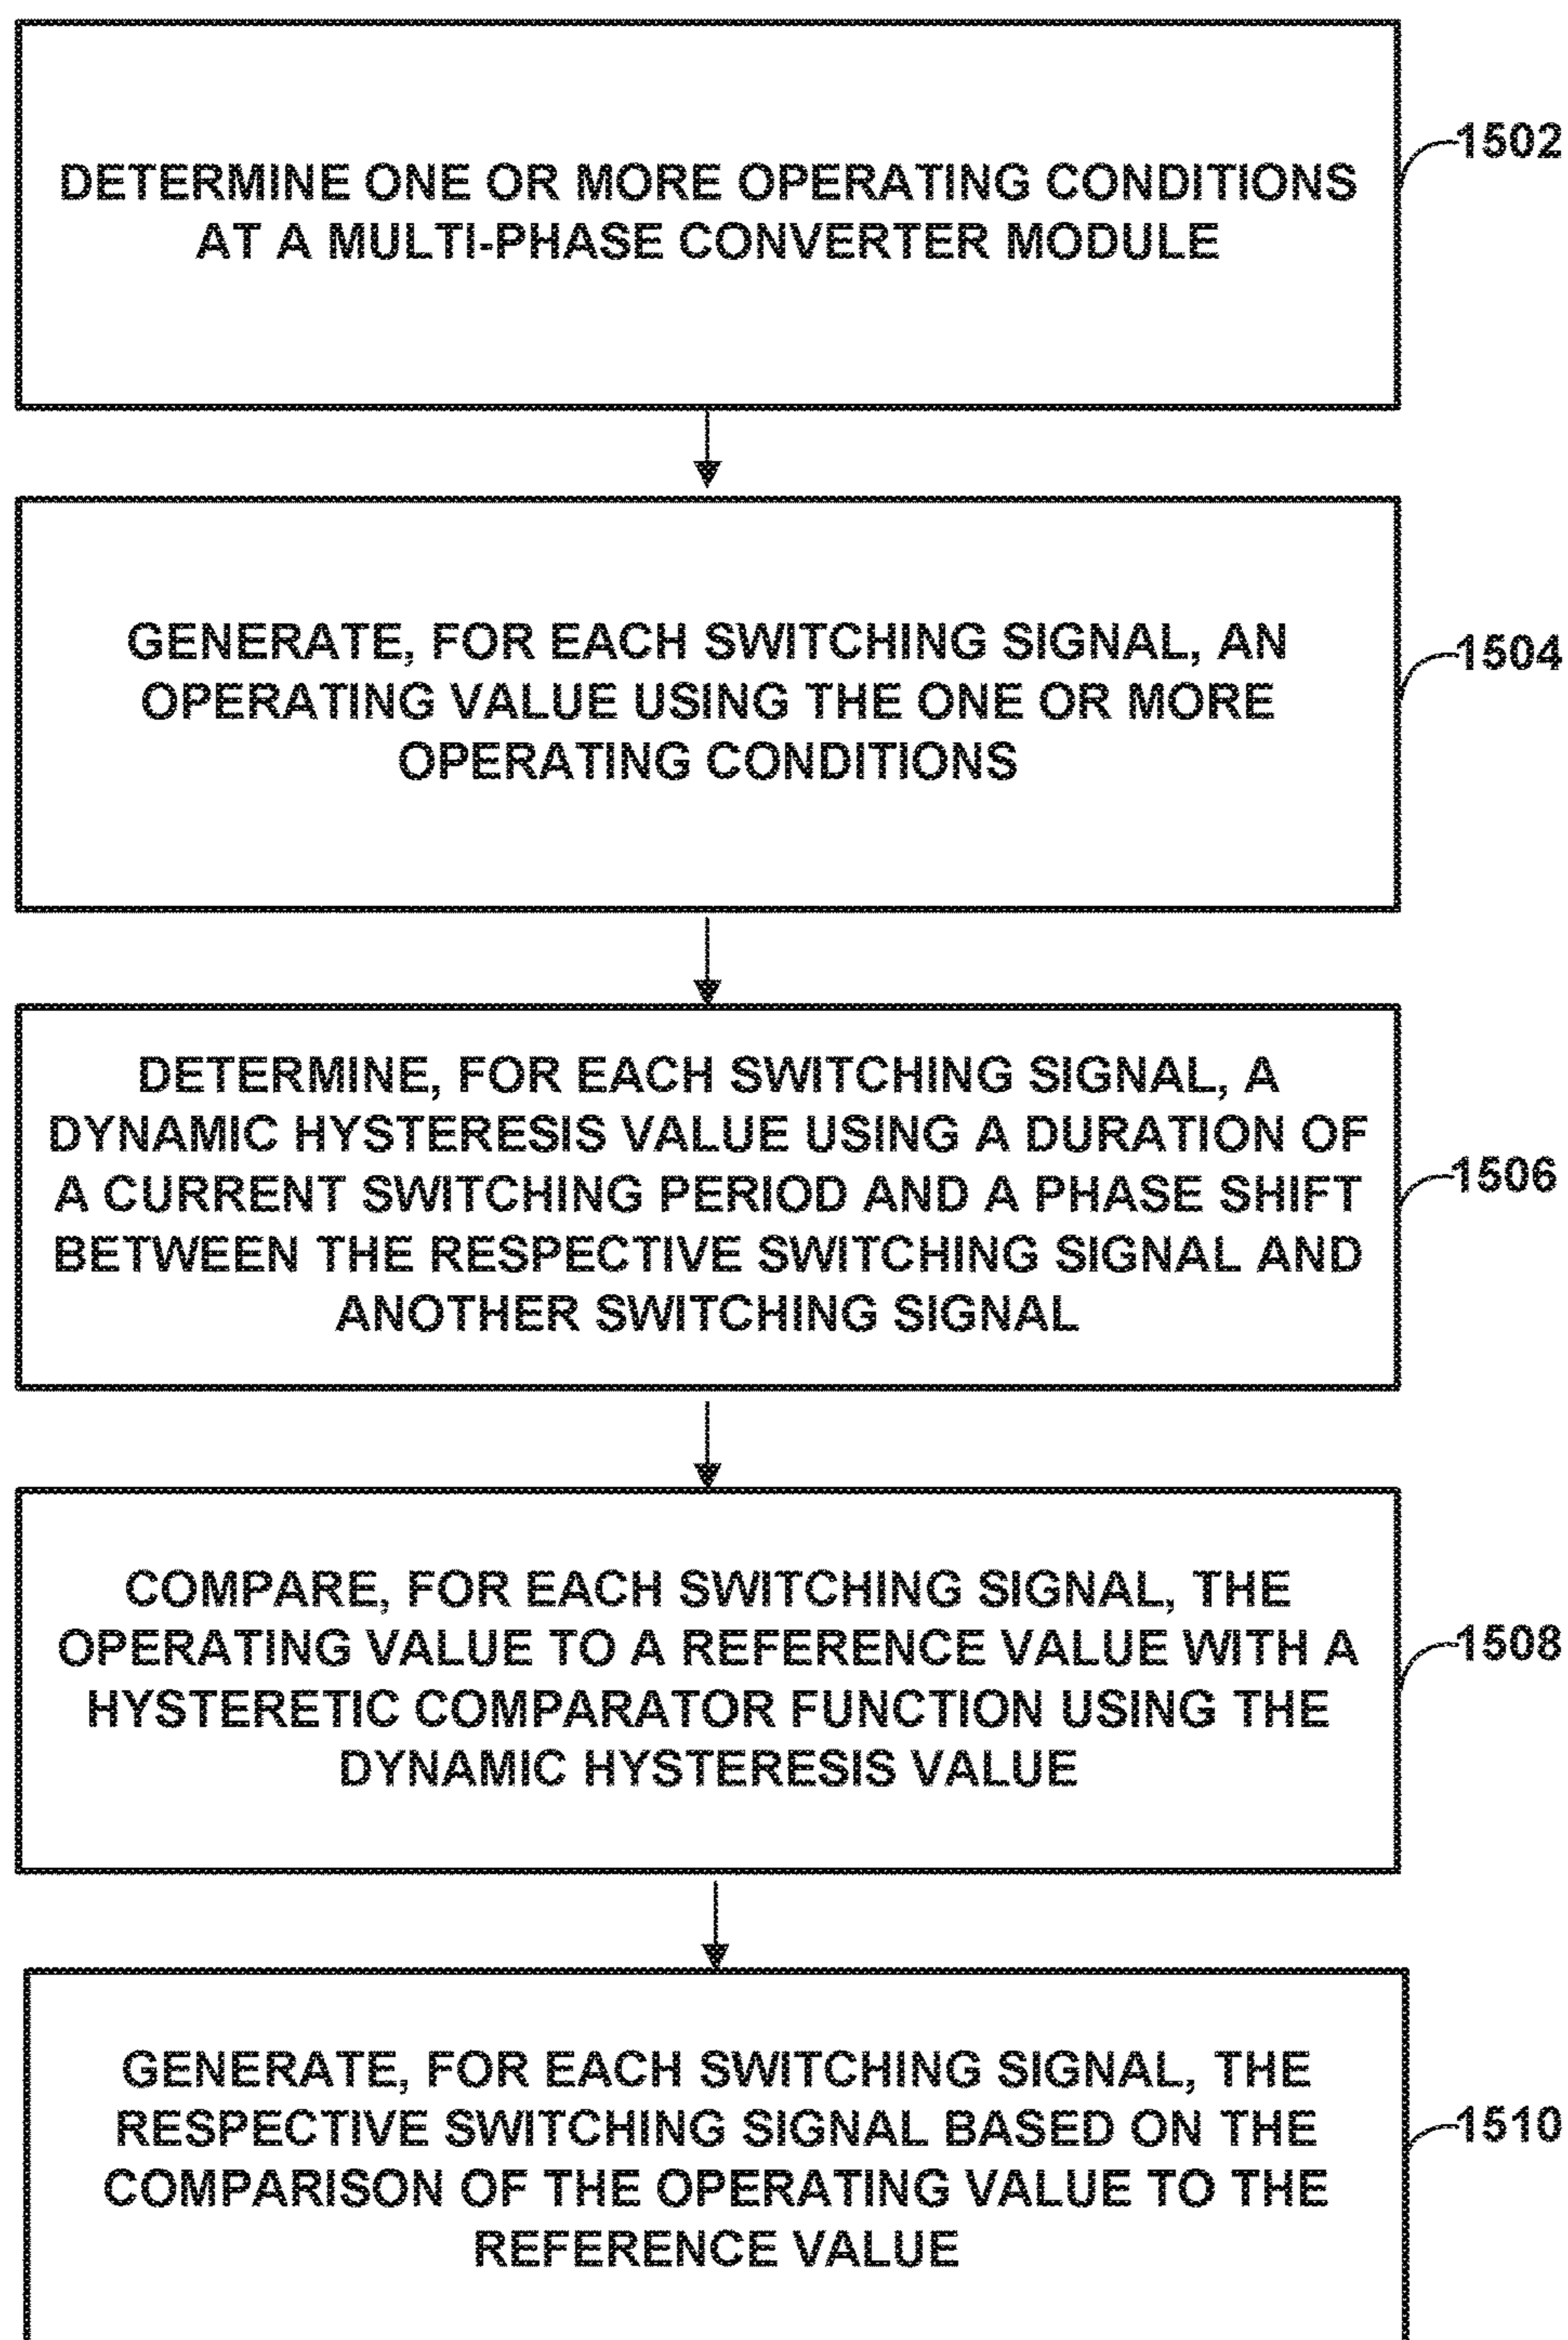 DETERMINE ONE OR MORE OPERATING CONDITIONS
AT A MULTI-PHASE CONVERTER MODULE
1502
GENERATE, FOR EACH SWITCHING SIGNAL, AN
OPERATING VALUE USING THE ONE OR MORE
OPERATING CONDITIONS
1504
DETERMINE, FOR EACH SWITCHING SIGNAL, A
DYNAMIC HYSTERESIS VALUE USING A DURATION OF
A CURRENT SWITCHING PERIOD AND A PHASE SHIFT
BETWEEN THE RESPECTIVE SWITCHING SIGNAL AND
ANOTHER SWITCHING SIGNAL
1506
COMPARE, FOR EACH SWITCHING SIGNAL, THE
OPERATING VALUE TO A REFERENCE VALUE WITH A
HYSTERETIC COMPARATOR FUNCTION USING THE
DYNAMIC HYSTERESIS VALUE
1508
GENERATE, FOR EACH SWITCHING SIGNAL, THE
RESPECTIVE SWITCHING SIGNAL BASED ON THE
COMPARISON OF THE OPERATING VALUE TO THE
REFERENCE VALUE
1510